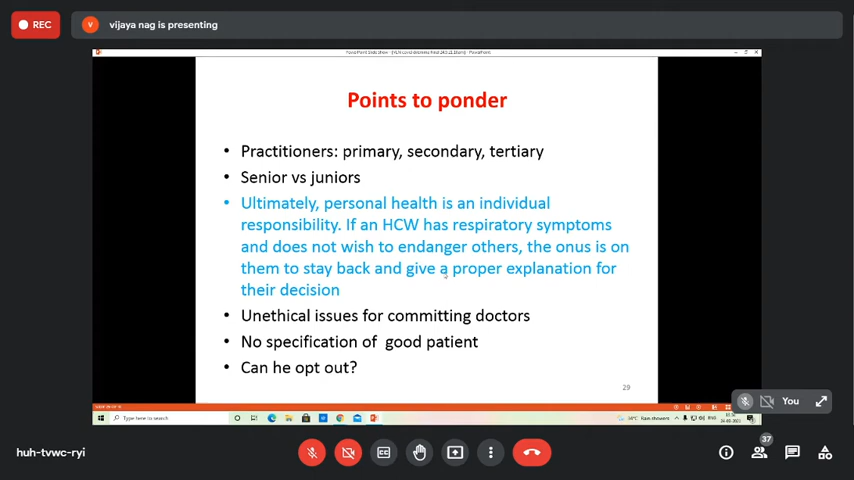 REC
v
vijaya nag is presenting
Points to ponder
• Practitioners: primary, secondary, tertiary
• Senior vs juniors
• Ultimately, personal health is an individual
responsibility. If an HCW has respiratory symptoms
and does not wish to endanger others, the onus is on
them to stay back and give a proper explanation for
their decision
• Unethical issues for committing doctors
• No specification of good patient
• Can he opt out?
29
You
Type here to search
Rain showers
37
huh-tvwc-ryi